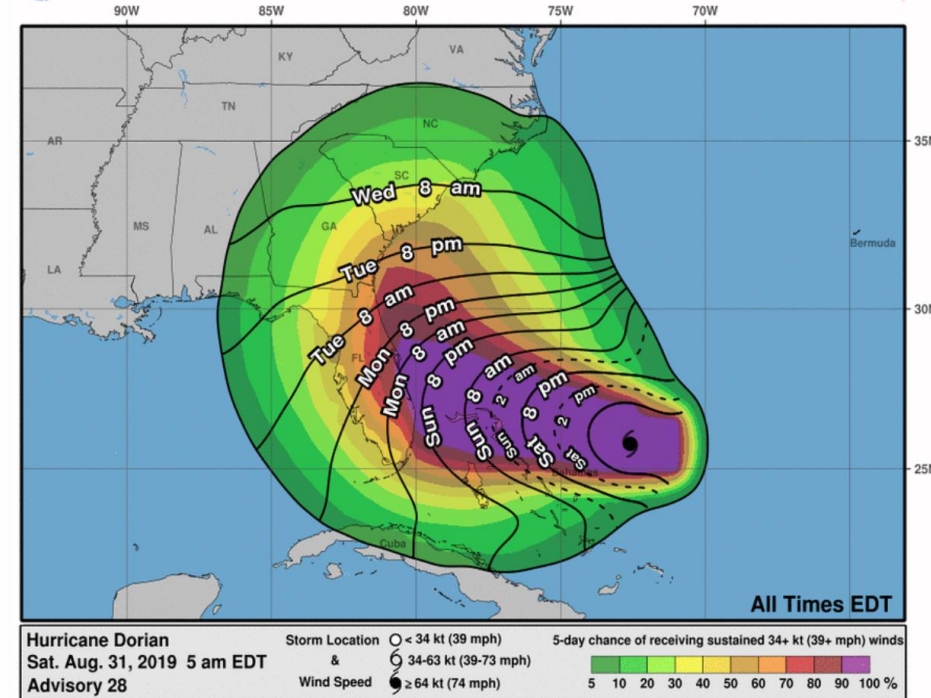 90W 85W 80W 75W 70W
KY
VA
TN
35N
AR
NC
SC
Wed 8 am
MS
AL
GA
8 pm
Tue
Bermuda
LA
8 am
Tue
30N
8 pm
Mon
8 am
Mon
FL
8 pm
Sun
8 am
Sun
2 am
Sun
8 pm
Sat
2 pm
Sat
Bahamas
25N
Cuba
All Times EDT
Hurricane Dorian
Sat. Aug. 31, 2019 5 am EDT
Advisory 28
Storm Location
&
Wind Speed
< 34 kt (39 mph)
34-63 kt (39-73 mph)
≥ 64 kt (74 mph)
5-day chance of receiving sustained 34+ kt (39+ mph) winds
5 10 20 30 40 50 60 70 80 90 100 %